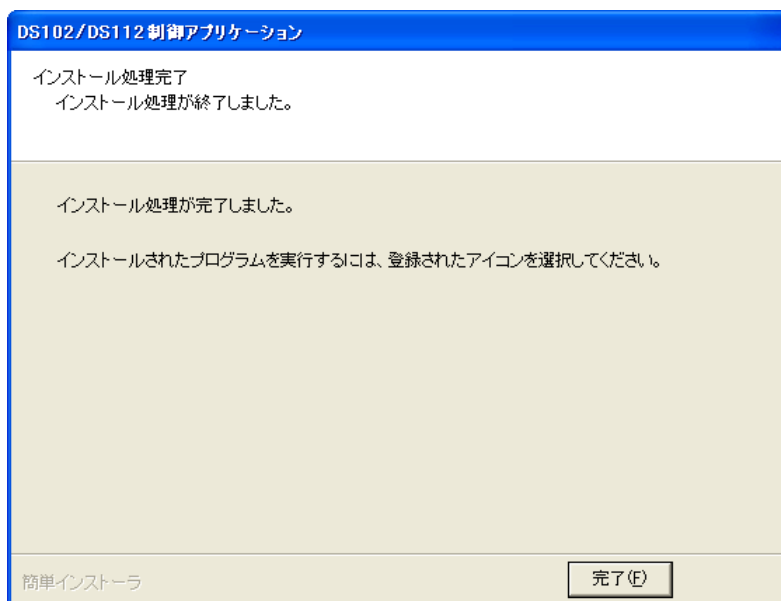 DS102/DS112制御アプリケーション
インストール処理完了
インストール処理が終了しました。
インストール処理が完了しました。
インストールされたプログラムを実行するには、登録されたアイコンを選択してください。
簡単インストーラ
完了(F)